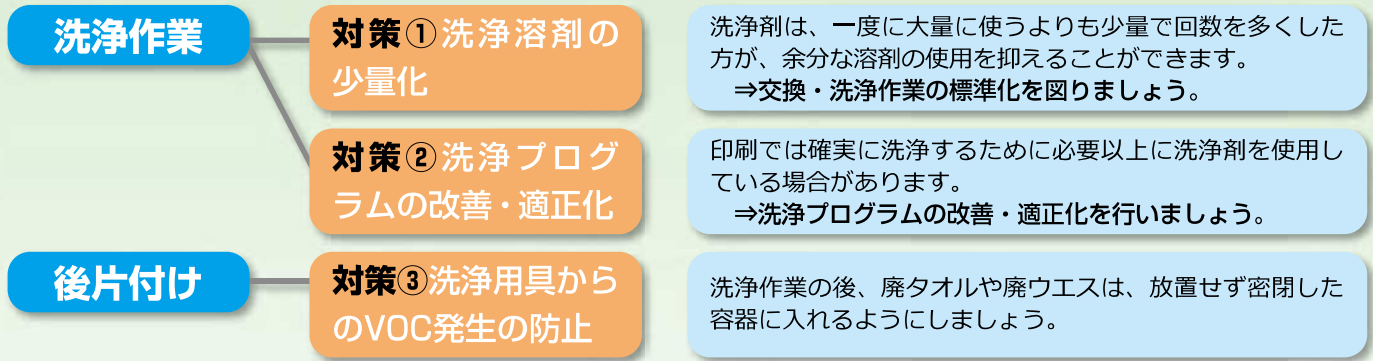 洗浄作業
対策①洗浄溶剤の
少量化
洗浄剤は、一度に大量に使うよりも少量で回数を多くした
方が、余分な溶剤の使用を抑えることができます。
⇒交換・洗浄作業の標準化を図りましょう。
対策②洗浄プログ
ラムの改善・適正化
印刷では確実に洗浄するために必要以上に洗浄剤を使用し
ている場合があります。
⇒洗浄プログラムの改善・適正化を行いましょう。
後片付け
対策③洗浄用具から
のVOC発生の防止
洗浄作業の後、廃タオルや廃ウエスは、放置せず密閉した
容器に入れるようにしましょう。